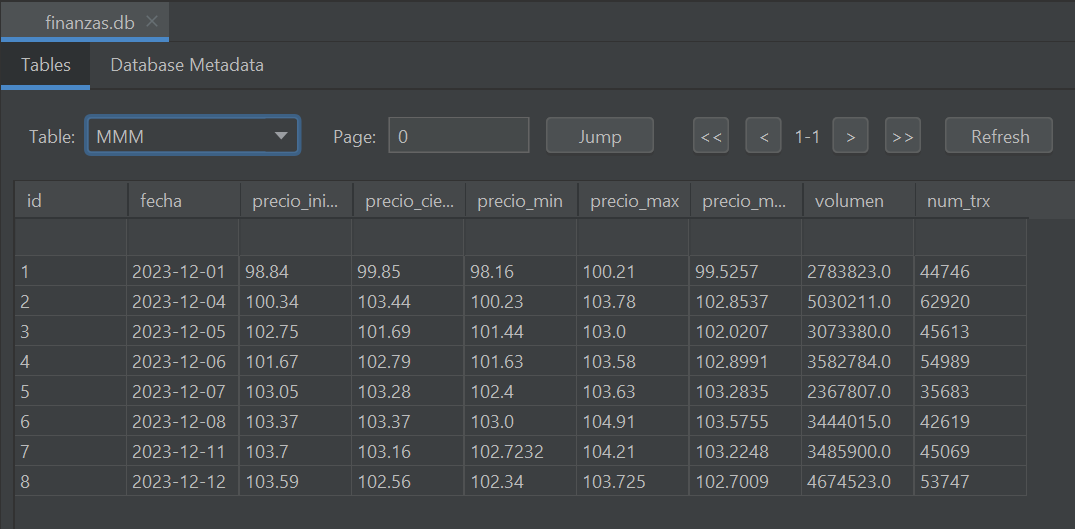 finanzas.db ×
Tables Database Metadata
Table: MMM Page: 0 Jump << < 1-1 > >> Refresh
id fecha precio_ini... precio_cie... precio_min precio_max precio_m... volumen num_trx
1 2023-12-01 98.84 99.85 98.16 100.21 99.5257 2783823.0 44746
2 2023-12-04 100.34 103.44 100.23 103.78 102.8537 5030211.0 62920
3 2023-12-05 102.75 101.69 101.44 103.0 102.0207 3073380.0 45613
4 2023-12-06 101.67 102.79 101.63 103.58 102.8991 3582784.0 54989
5 2023-12-07 103.05 103.28 102.4 103.63 103.2835 2367807.0 35683
6 2023-12-08 103.37 103.37 103.0 104.91 103.5755 3444015.0 42619
7 2023-12-11 103.7 103.16 102.7232 104.21 103.2248 3485900.0 45069
8 2023-12-12 103.59 102.56 102.34 103.725 102.7009 4674523.0 53747